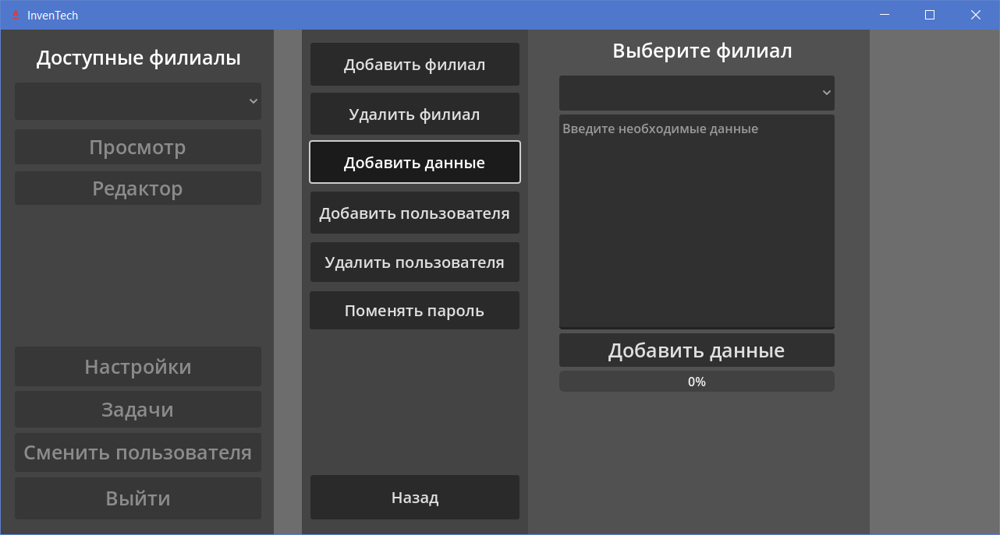 InvenTech
Доступные филиалы
Просмотр
Редактор
Настройки
Задачи
Сменить пользователя
Выйти
Добавить филиал
Удалить филиал
Добавить данные
Добавить пользователя
Удалить пользователя
Поменять пароль
Назад
Выберите филиал
Введите необходимые данные
Добавить данные
0%